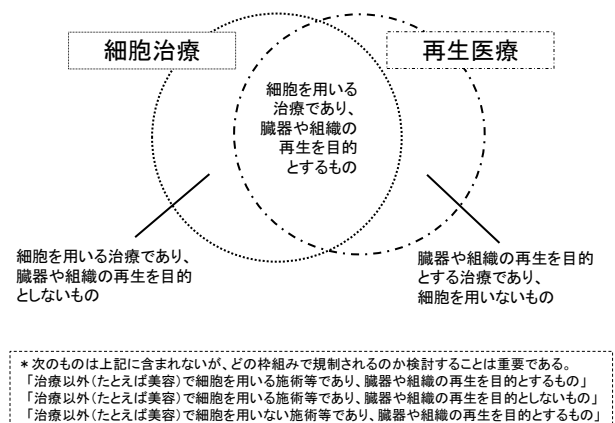 細胞治療
再生医療
細胞を用いる
治療であり、
臓器や組織の
再生を目的
とするもの
細胞を用いる治療であり、
臓器や組織の再生を目的
としないもの
臓器や組織の再生を目的
とする治療であり、
細胞を用いないもの
*次のものは上記に含まれないが、どの枠組みで規制されるのか検討することは重要である。
「治療以外(たとえば美容)で細胞を用いる施術等であり、臓器や組織の再生を目的とするもの」
「治療以外(たとえば美容)で細胞を用いる施術等であり、臓器や組織の再生を目的としないもの」
「治療以外(たとえば美容)で細胞を用いない施術等であり、臓器や組織の再生を目的とするもの」